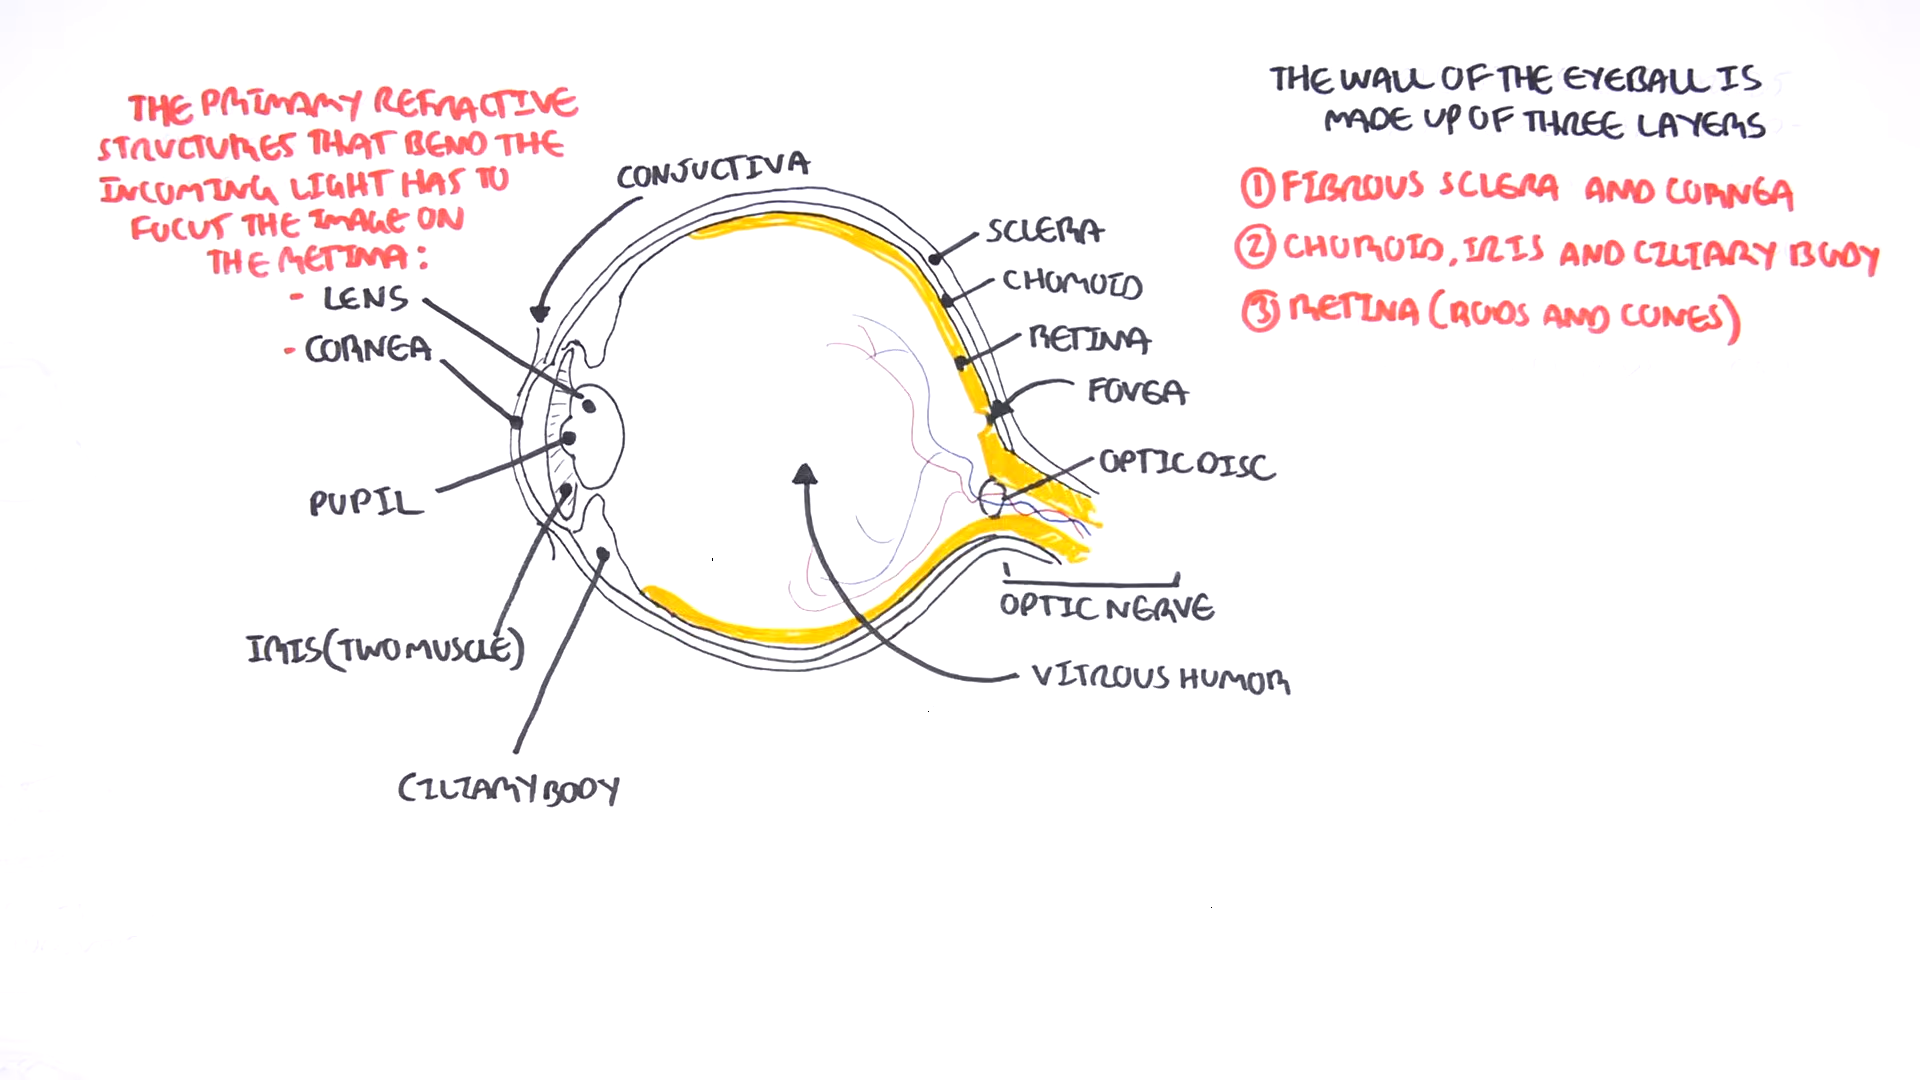 THE PRIMARY REFRACTIVE
STRUCTURES THAT BEND THE
INCOMING LIGHT HAS TO
FOCUS THE IMAGE ON
THE RETINA:
- LENS
- CORNEA
PUPIL
IRIS (TWO MUSCLE)
CILIARY BODY
CONJUCTIVA
SCLERA
CHOROID
RETINA
FOVEA
OPTIC DISC
OPTIC NERVE
VITROUS HUMOR
THE WALL OF THE EYEBALL IS
MADE UP OF THREE LAYERS
① FIBROUS SCLERA AND CORNEA
② CHOROID, IRIS AND CILIARY BODY
③ RETINA (RODS AND CONES)